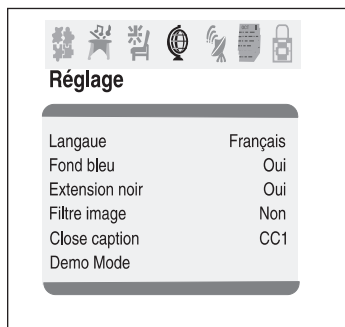 Réglage
Langaue Français
Fond bleu Oui
Extension noir Oui
Filtre image Non
Close caption CC1
Demo Mode